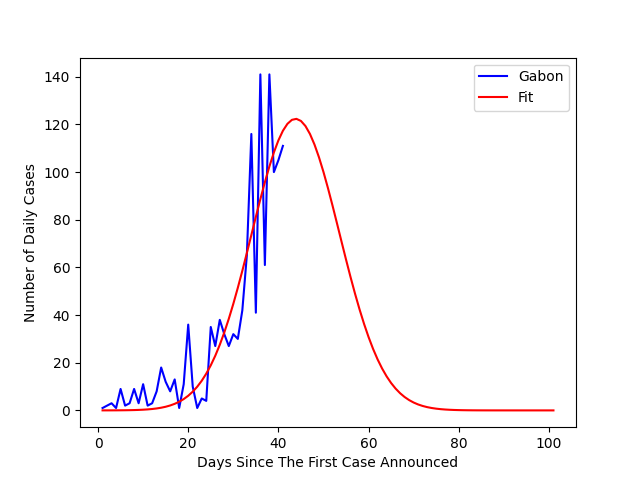 Gabon
Fit
140
120
100
80
60
40
20
0
Number of Daily Cases
0 20 40 60 80 100
Days Since The First Case Announced